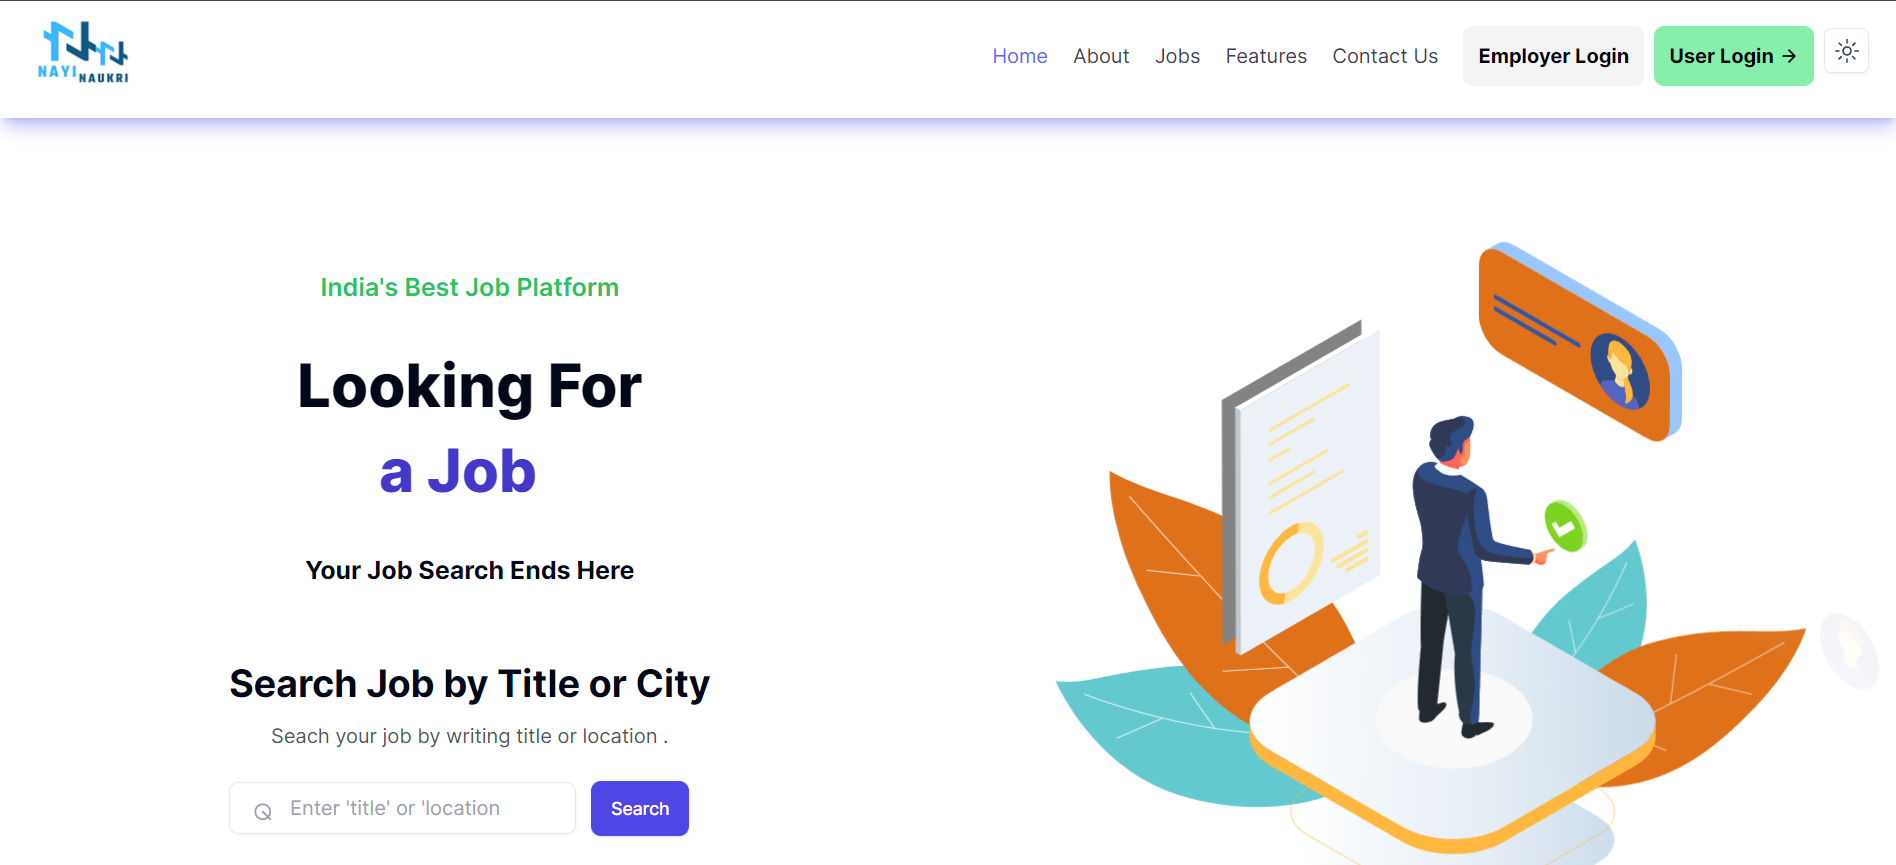 NAYI NAUKRI
Home About Jobs Features Contact Us Employer Login User Login →
India's Best Job Platform
Looking For
a Job
Your Job Search Ends Here
Search Job by Title or City
Seach your job by writing title or location .
Enter 'title' or 'location
Search